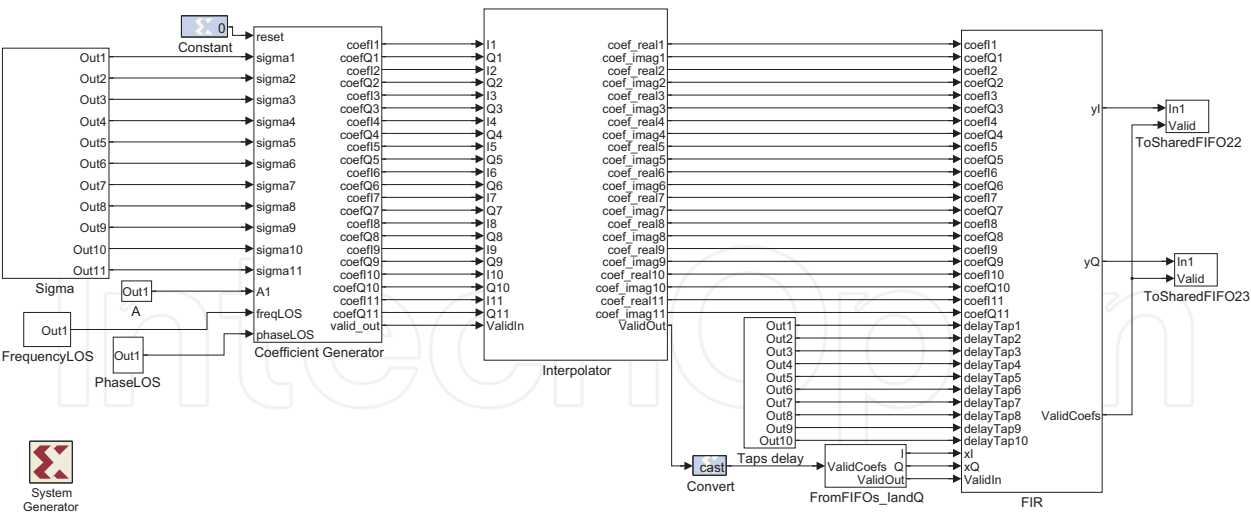 0
Constant
Out1
Out2
Out3
Out4
Out5
Out6
Out7
Out8
Out9
Out10
Out11
Sigma
Out1
A
Out1
FrequencyLOS
Out1
PhaseLOS
reset
sigma1
sigma2
sigma3
sigma4
sigma5
sigma6
sigma7
sigma8
sigma9
sigma10
sigma11
A1
freqLOS
phaseLOS
coefI1
coefQ1
coefI2
coefQ2
coefI3
coefQ3
coefI4
coefQ4
coefI5
coefQ5
coefI6
coefQ6
coefI7
coefQ7
coefI8
coefQ8
coefI9
coefQ9
coefI10
coefQ10
coefI11
coefQ11
valid_out
Coefficient Generator
I1
Q1
I2
Q2
I3
Q3
I4
Q4
I5
Q5
I6
Q6
I7
Q7
I8
Q8
I9
Q9
I10
Q10
I11
Q11
ValidIn
coef_real1
coef_imag1
coef_real2
coef_imag2
coef_real3
coef_imag3
coef_real4
coef_imag4
coef_real5
coef_imag5
coef_real6
coef_imag6
coef_real7
coef_imag7
coef_real8
coef_imag8
coef_real9
coef_imag9
coef_real10
coef_imag10
coef_real11
coef_imag11
ValidOut
Interpolator
Out1
Out2
Out3
Out4
Out5
Out6
Out7
Out8
Out9
Out10
Taps delay
cast
Convert
ValidCoefs
I
Q
ValidOut
FromFIFOs_IandQ
coefI1
coefQ1
coefI2
coefQ2
coefI3
coefQ3
coefI4
coefQ4
coefI5
coefQ5
coefI6
coefQ6
coefI7
coefQ7
coefI8
coefQ8
coefI9
coefQ9
coefI10
coefQ10
coefI11
coefQ11
delayTap1
delayTap2
delayTap3
delayTap4
delayTap5
delayTap6
delayTap7
delayTap8
delayTap9
delayTap10
xI
xQ
ValidIn
yI
yQ
ValidCoefs
FIR
In1
Valid
ToSharedFIFO22
In1
Valid
ToSharedFIFO23
System
Generator
IntechOpen